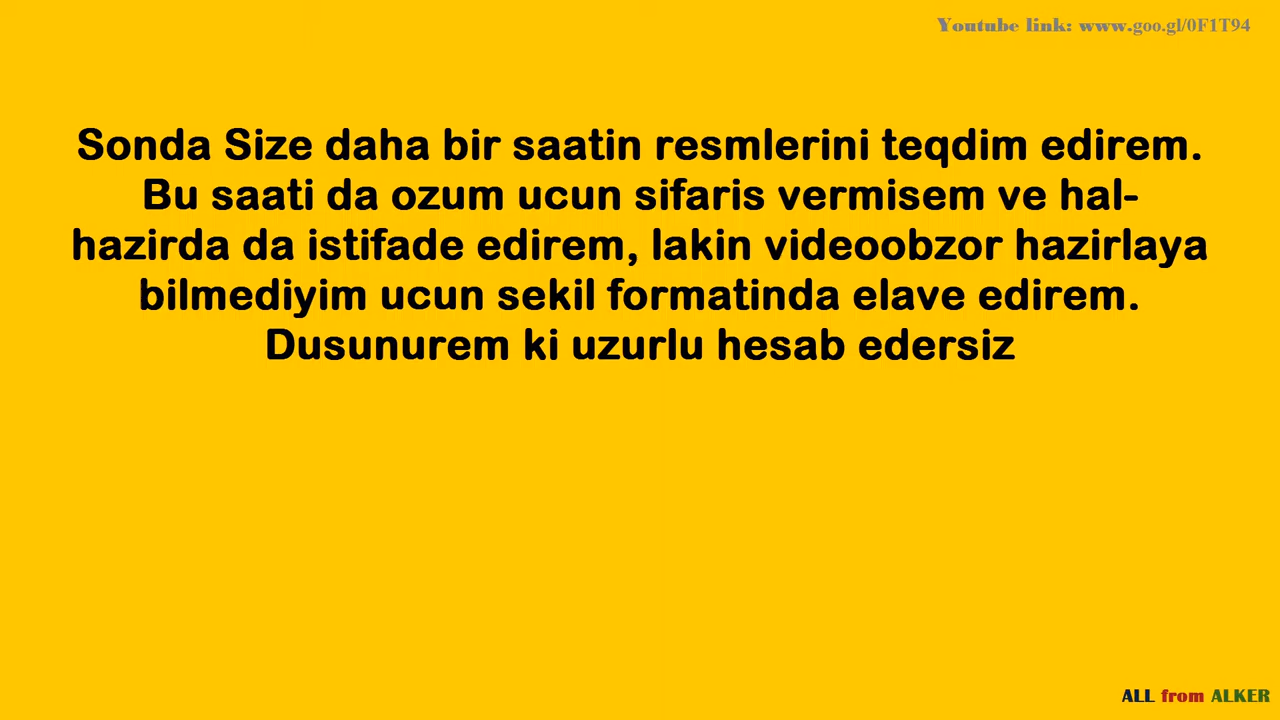 Youtube link: www.goo.gl/0F1T94
Sonda Size daha bir saatin resmlerini teqdim edirem.
Bu saati da ozum ucun sifaris vermisem ve hal-
hazirda da istifade edirem, lakin videoobzor hazirlaya
bilmediyim ucun sekil formatinda elave edirem.
Dusunurem ki uzurlu hesab edersiz
ALL from ALKER